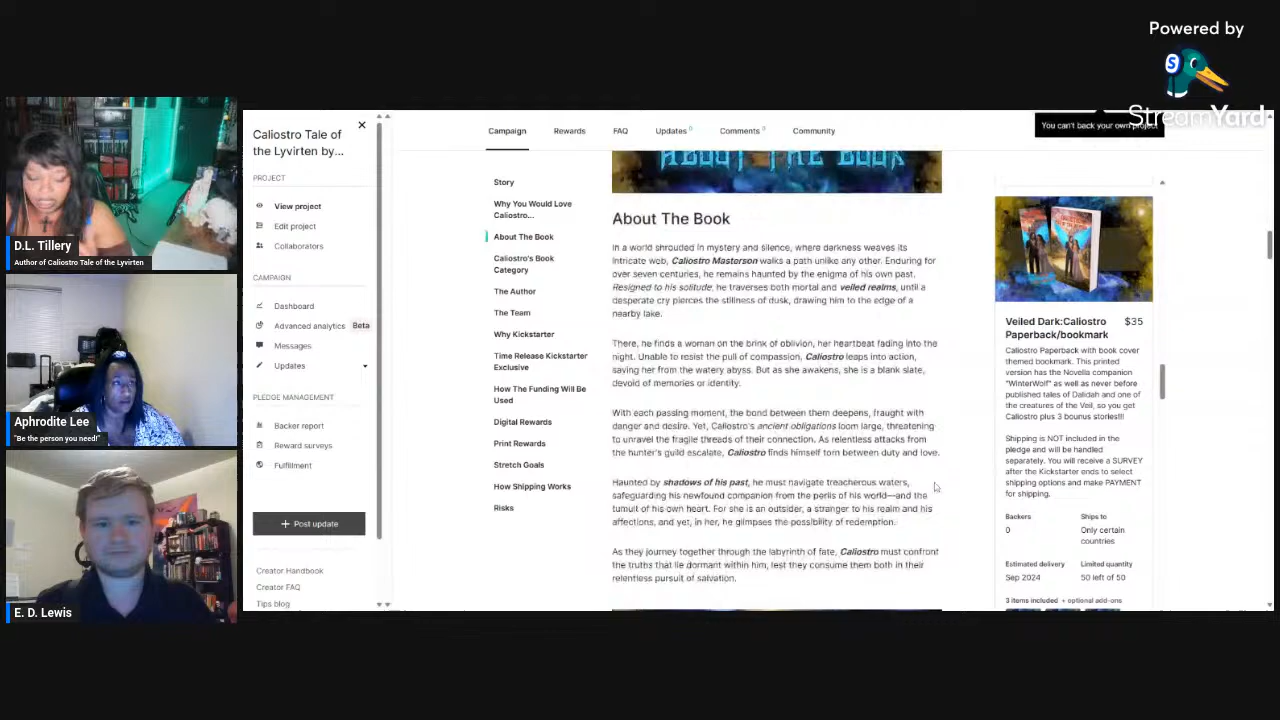 Powered by
S
StreamYard
D.L. Tillery
Author of Caliostro Tale of the Lyvirten
Aphrodite Lee
"Be the person you need!"
E. D. Lewis
Caliostro Tale of
the Lyvirten by...
PROJECT
View project
Edit project
Collaborators
CAMPAIGN
Dashboard
Advanced analytics Beta
Messages
Updates
PLEDGE MANAGEMENT
Backer report
Reward surveys
Fulfillment
+ Post update
Creator Handbook
Creator FAQ
Tips blog
Campaign Rewards FAQ Updates 0 Comments 0 Community
You can't back your own project
Story
Why You Would Love
Caliostro...
About The Book
Caliostro's Book
Category
The Author
The Team
Why Kickstarter
Time Release Kickstarter
Exclusive
How The Funding Will Be
Used
Digital Rewards
Print Rewards
Stretch Goals
How Shipping Works
Risks
ABOUT THE BOOK
About The Book
In a world shrouded in mystery and silence, where darkness weaves its
intricate web, Caliostro Masterson walks a path unlike any other. Enduring for
over seven centuries, he remains haunted by the enigma of his own past.
Resigned to his solitude, he traverses both mortal and veiled realms, until a
desperate cry pierces the stillness of dusk, drawing him to the edge of a
nearby lake.
There, he finds a woman on the brink of oblivion, her heartbeat fading into the
night. Unable to resist the pull of compassion, Caliostro leaps into action,
saving her from the watery abyss. But as she awakens, she is a blank slate,
devoid of memories or identity.
With each passing moment, the bond between them deepens, fraught with
danger and desire. Yet, Caliostro's ancient obligations loom large, threatening
to unravel the fragile threads of their connection. As relentless attacks from
the hunter's guild escalate, Caliostro finds himself torn between duty and love.
Haunted by shadows of his past, he must navigate treacherous waters,
safeguarding his newfound companion from the perils of his world—and the
tumult of his own heart. For she is an outsider, a stranger to his realm and his
affections, and yet, in her, he glimpses the possibility of redemption.
As they journey together through the labyrinth of fate, Caliostro must confront
the truths that lie dormant within him, lest they consume them both in their
relentless pursuit of salvation.
Veiled Dark:Caliostro $35
Paperback/bookmark
Caliostro Paperback with book cover
themed bookmark. This printed
version has the Novella companion
"WinterWolf" as well as never before
published tales of Dalidah and one of
the creatures of the Veil, so you get
Caliostro plus 3 bounus stories!!!
Shipping is NOT included in the
pledge and will be handled
separately. You will receive a SURVEY
after the Kickstarter ends to select
shipping options and make PAYMENT
for shipping.
Backers Ships to
0 Only certain
countries
Estimated delivery Limited quantity
Sep 2024 50 left of 50
3 items included + optional add-ons